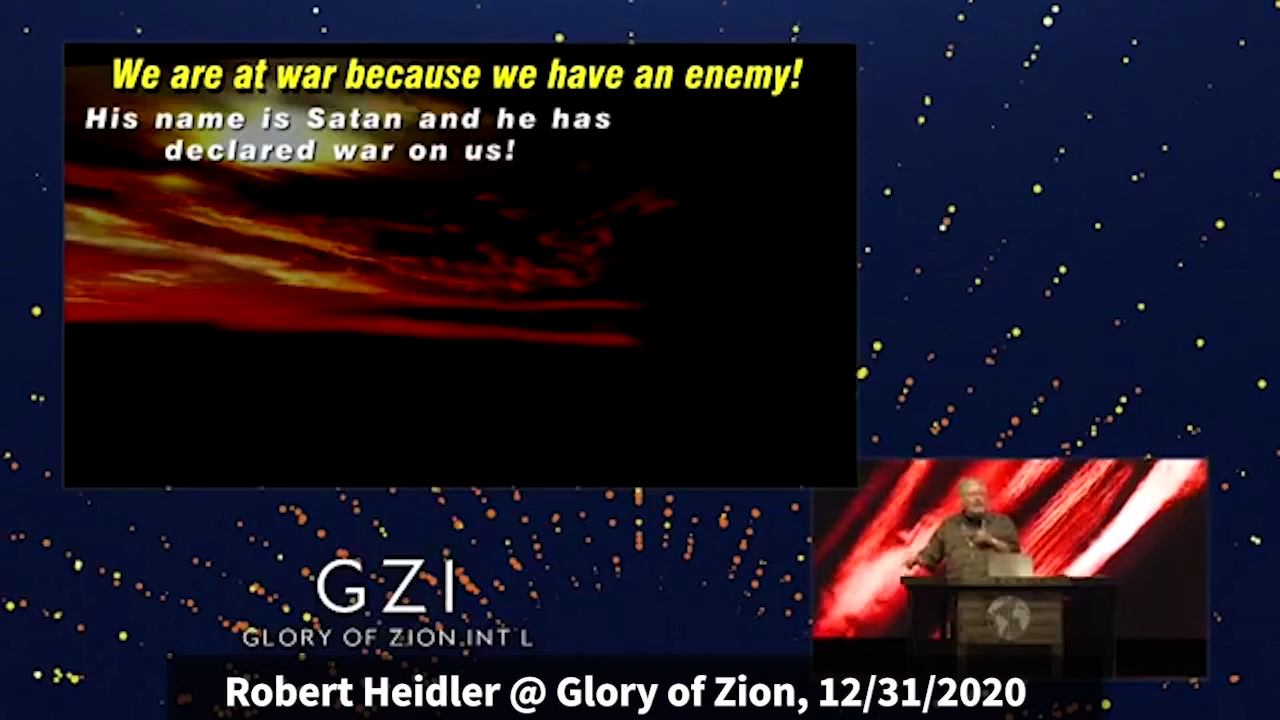 We are at war because we have an enemy!
His name is Satan and he has
declared war on us!
GZI
GLORY OF ZION INT'L
Robert Heidler @ Glory of Zion, 12/31/2020